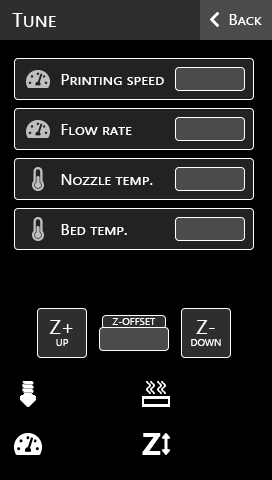 Tune
Back
Printing speed
Flow rate
Nozzle temp.
Bed temp.
Z+
UP
Z-OFFSET
Z-
DOWN
Z